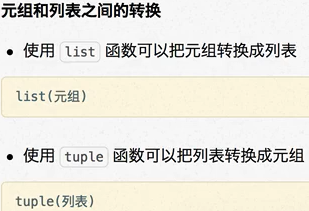 元组和列表之间的转换
使用 list 函数可以把元组转换成列表
list(元组)
使用 tuple 函数可以把列表转换成元组
tuple(列表)